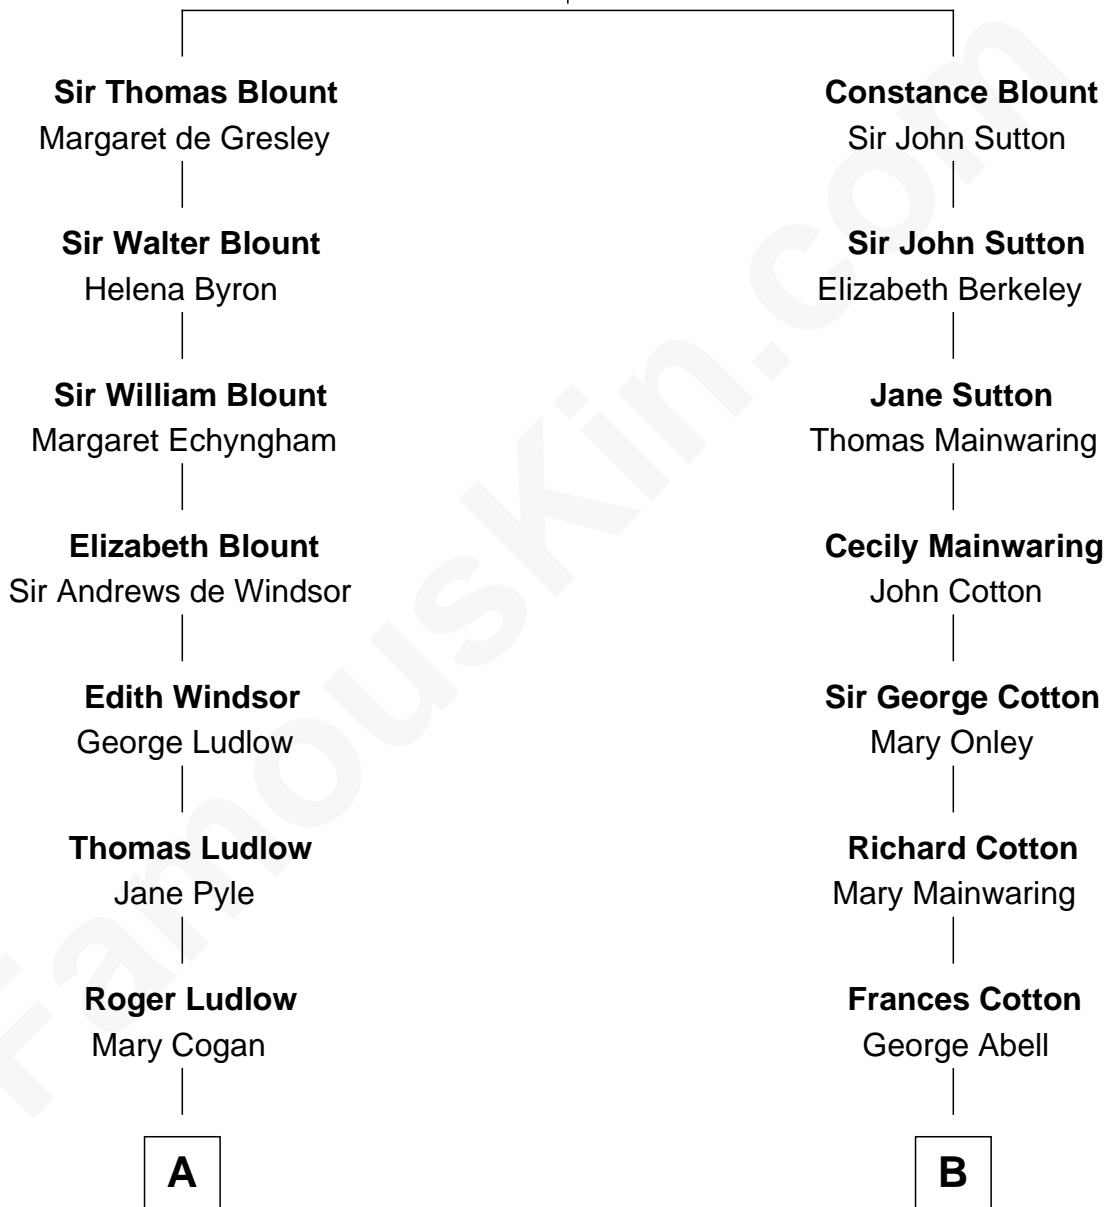 Sir Thomas Blount
Margaret de Gresley
Sir Walter Blount
Helena Byron
Sir William Blount
Margaret Echyngham
Elizabeth Blount
Sir Andrews de Windsor
Edith Windsor
George Ludlow
Thomas Ludlow
Jane Pyle
Roger Ludlow
Mary Cogan
A
Constance Blount
Sir John Sutton
Sir John Sutton
Elizabeth Berkeley
Jane Sutton
Thomas Mainwaring
Cecily Mainwaring
John Cotton
Sir George Cotton
Mary Onley
Richard Cotton
Mary Mainwaring
Frances Cotton
George Abell
B
FamousKin.com